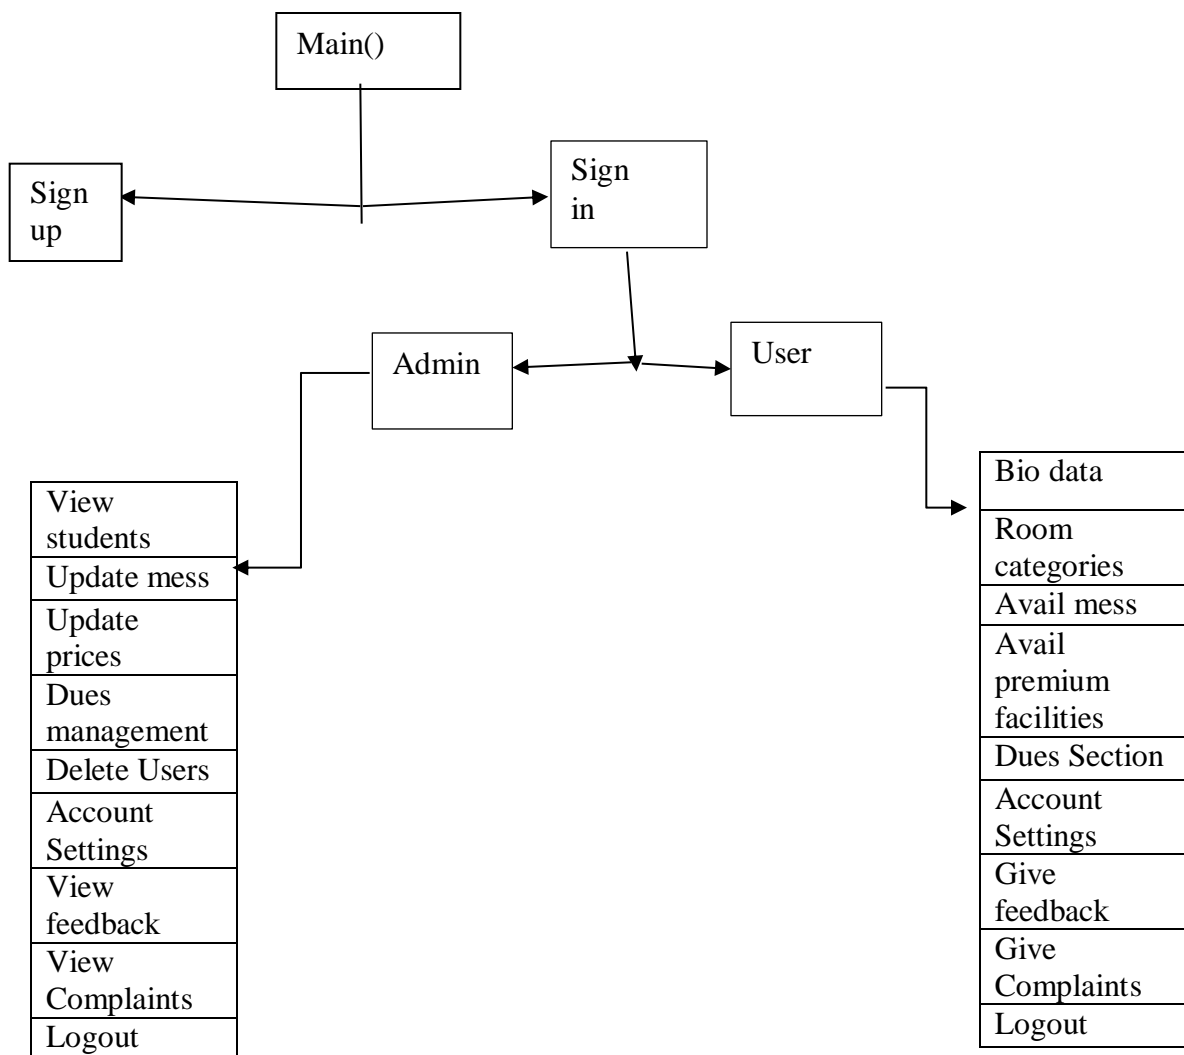 Main()
Sign
up
Sign
in
Admin
User
View
students
Update mess
Update
prices
Dues
management
Delete Users
Account
Settings
View
feedback
View
Complaints
Logout
Bio data
Room
categories
Avail mess
Avail
premium
facilities
Dues Section
Account
Settings
Give
feedback
Give
Complaints
Logout